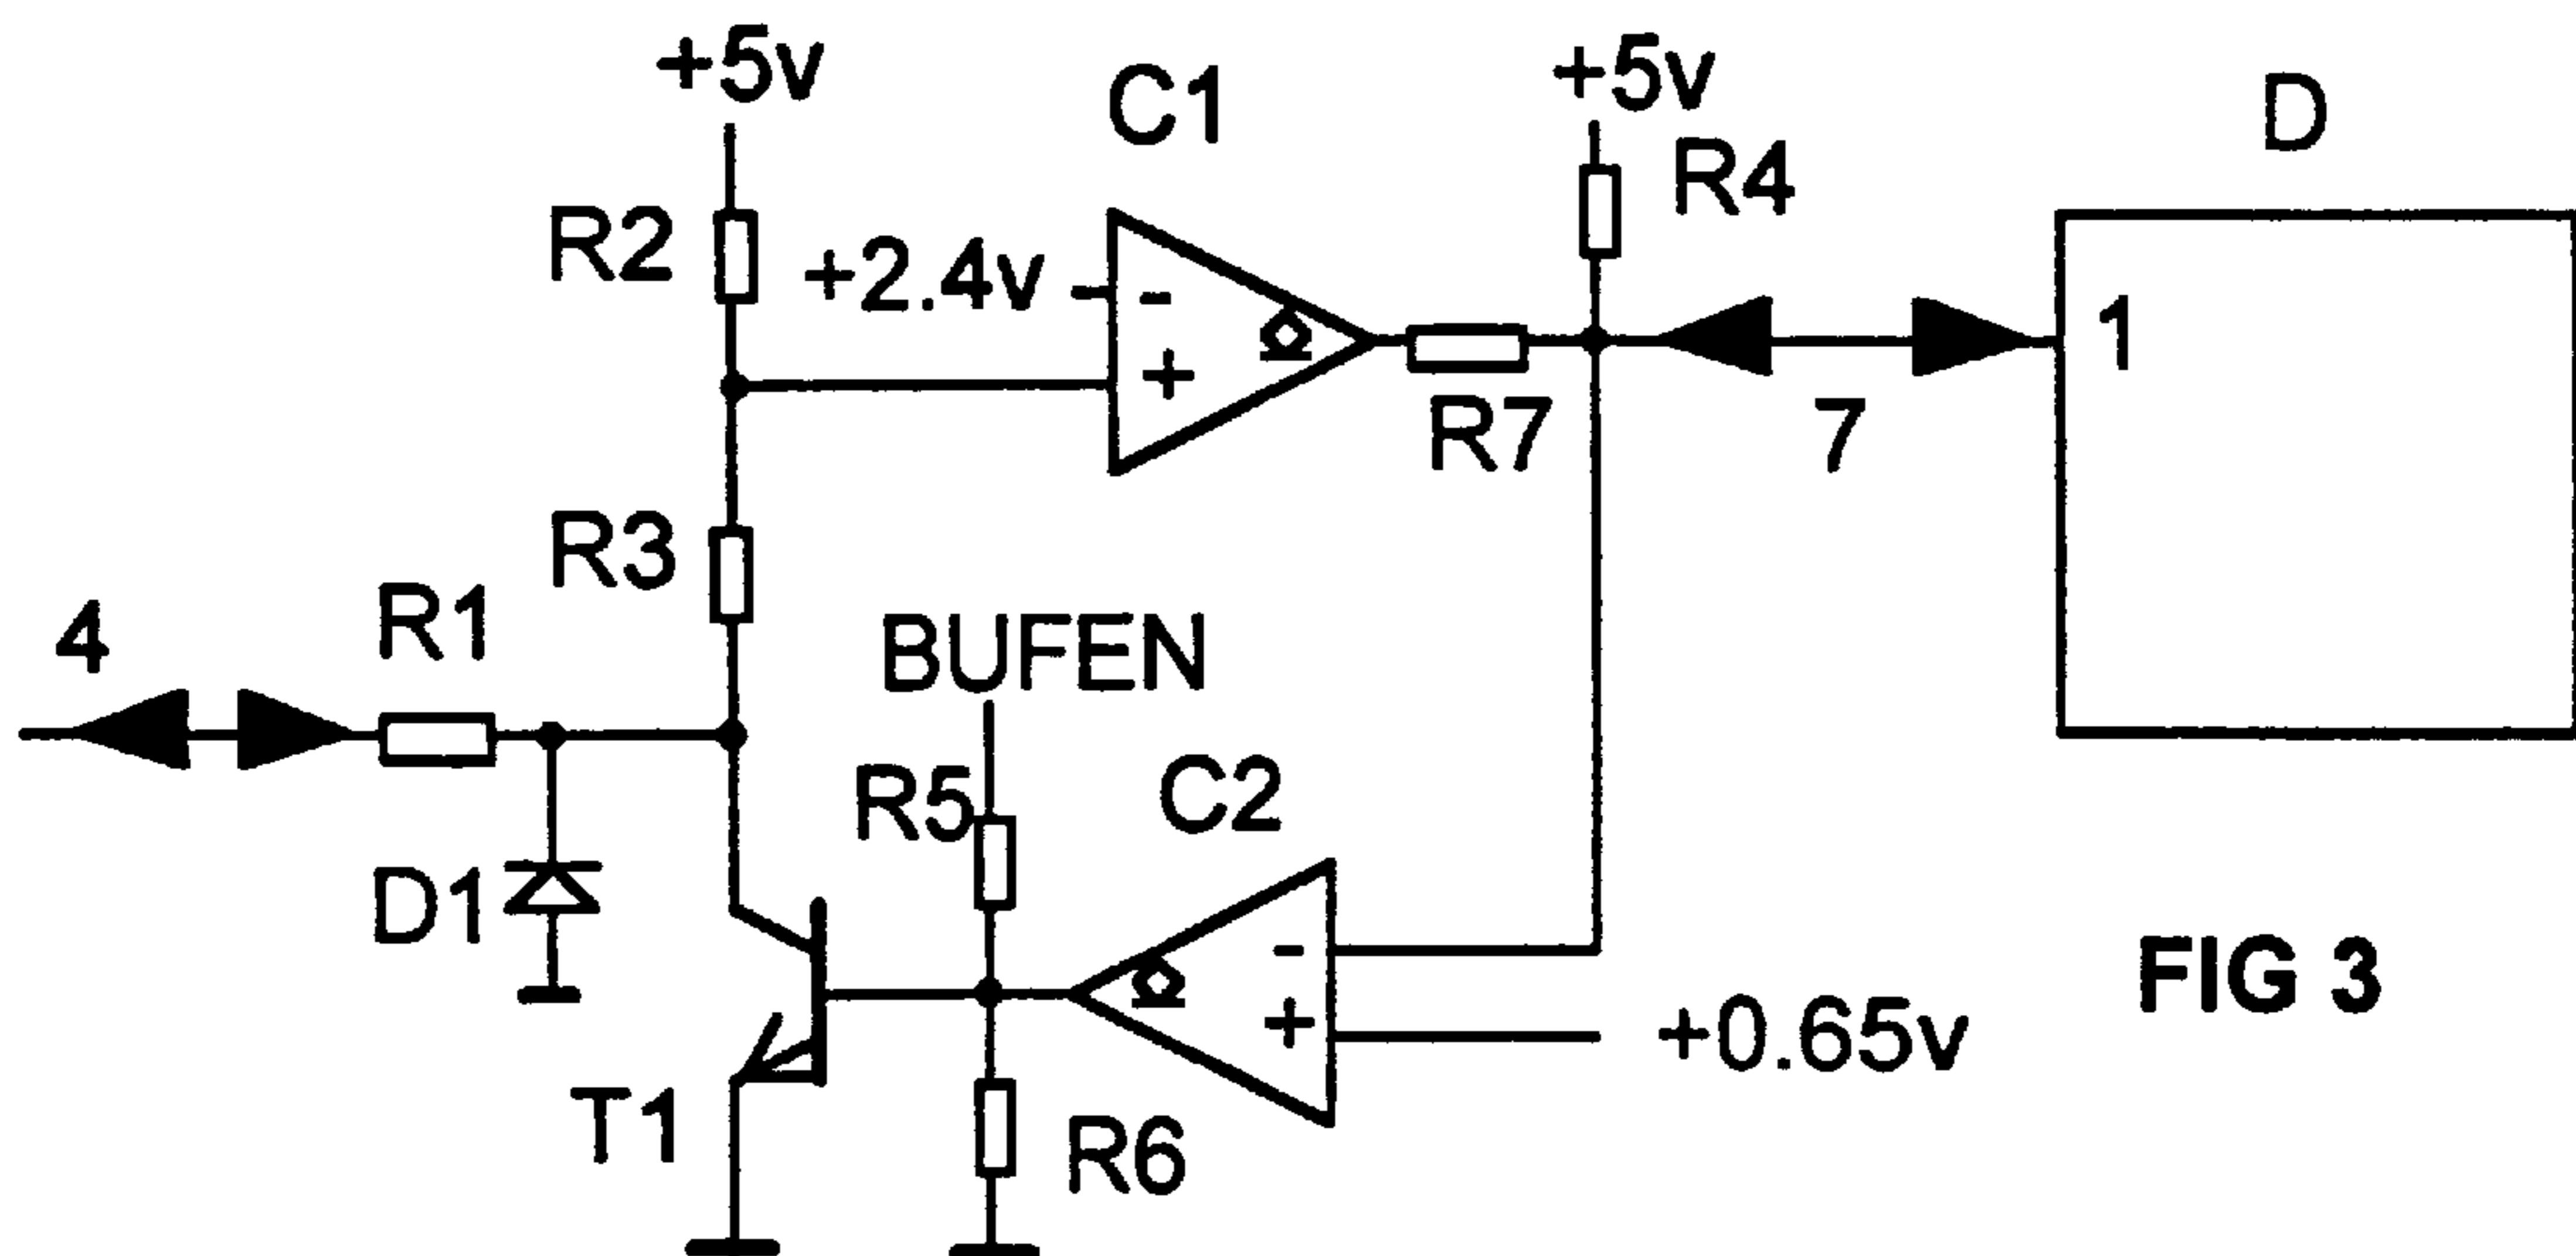 +5v
C1
+5v
D
R4
R2
+2.4v
-
+
1
R7
7
R3
4
R1
BUFEN
R5
C2
D1
-
+
+0.65v
FIG 3
T1
R6